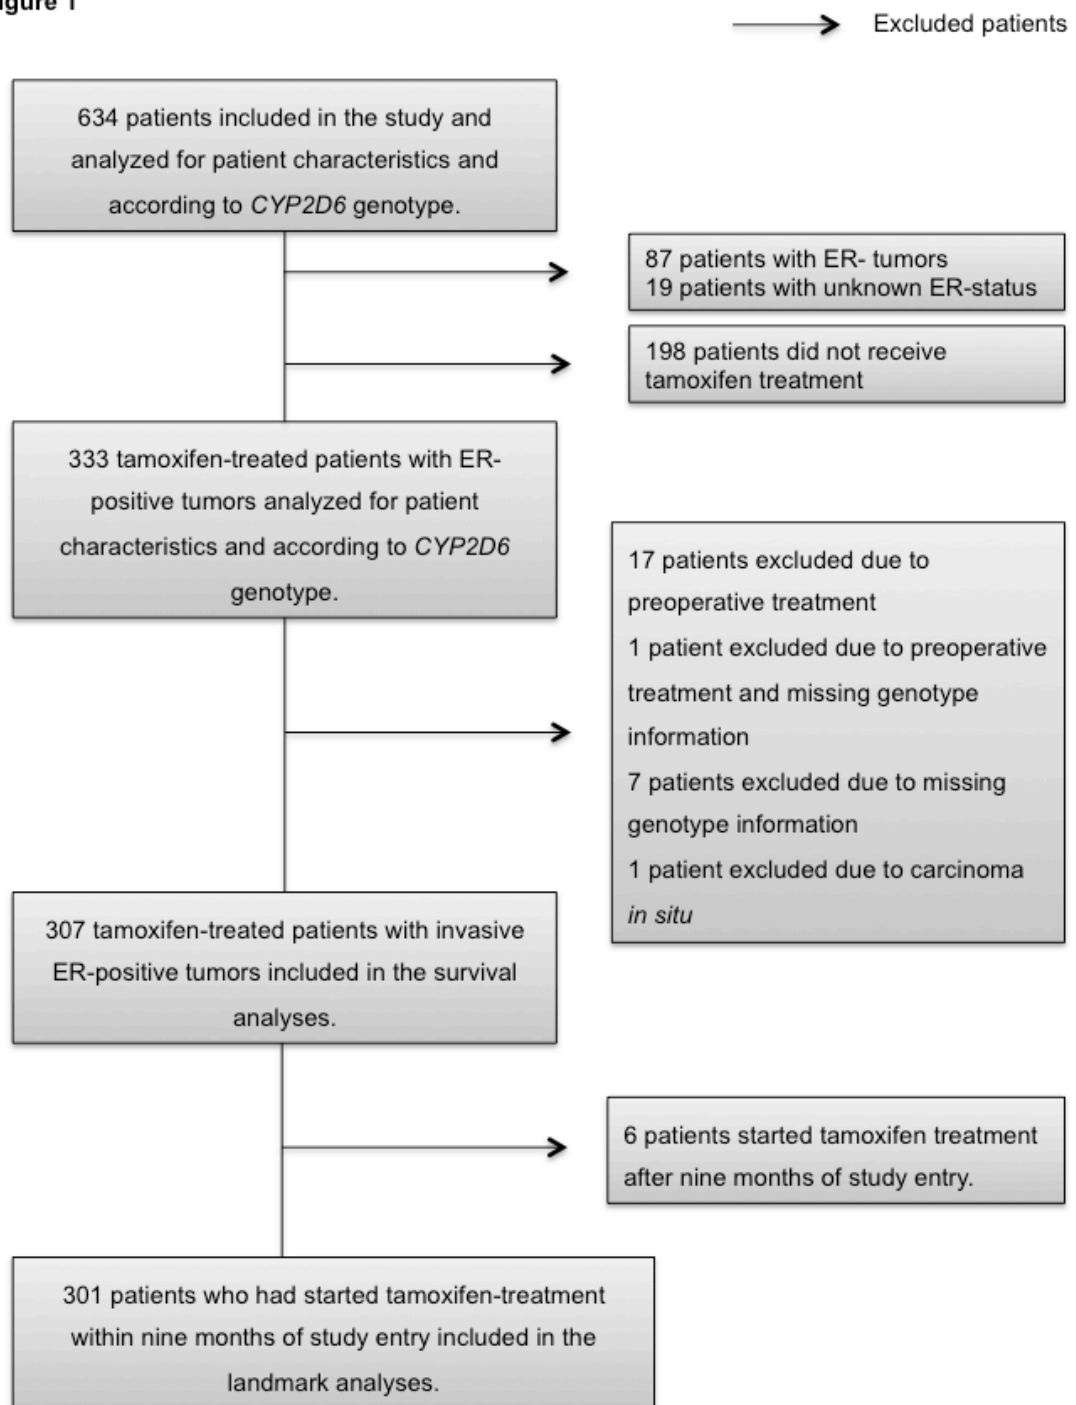 Figure 1
Excluded patients
634 patients included in the study and
analyzed for patient characteristics and
according to CYP2D6 genotype.
87 patients with ER- tumors
19 patients with unknown ER-status
198 patients did not receive
tamoxifen treatment
333 tamoxifen-treated patients with ER-
positive tumors analyzed for patient
characteristics and according to CYP2D6
genotype.
17 patients excluded due to
preoperative treatment
1 patient excluded due to preoperative
treatment and missing genotype
information
7 patients excluded due to missing
genotype information
1 patient excluded due to carcinoma
in situ
307 tamoxifen-treated patients with invasive
ER-positive tumors included in the survival
analyses.
6 patients started tamoxifen treatment
after nine months of study entry.
301 patients who had started tamoxifen-treatment
within nine months of study entry included in the
landmark analyses.